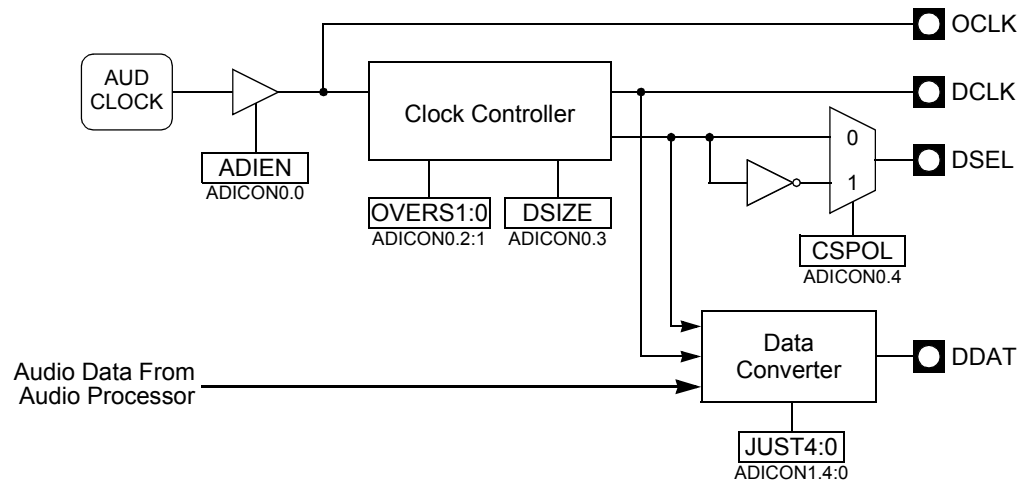 OCLK
AUD
CLOCK
DCLK
Clock Controller
0
DSEL
1
ADIEN
ADICON0.0
OVERS1:0
ADICON0.2:1
DSIZE
ADICON0.3
CSPOL
ADICON0.4
Data
Converter
DDAT
Audio Data From
Audio Processor
JUST4:0
ADICON1.4:0